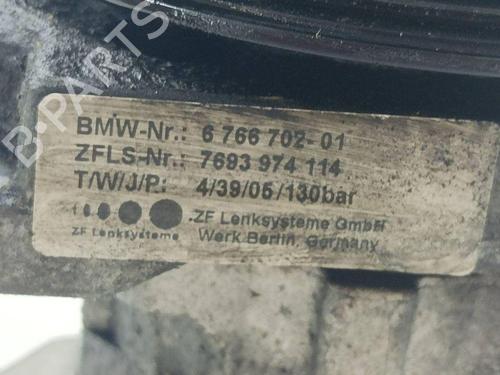 BMW-Nr.: 6 766 702-01
ZFLS-Nr.: 7693 974 114
T/W/J/P: 4/39/05/130bar
ZF Lenksysteme GmbH
ZF Lenksysteme Werk Berlin, Germany
B-Parts